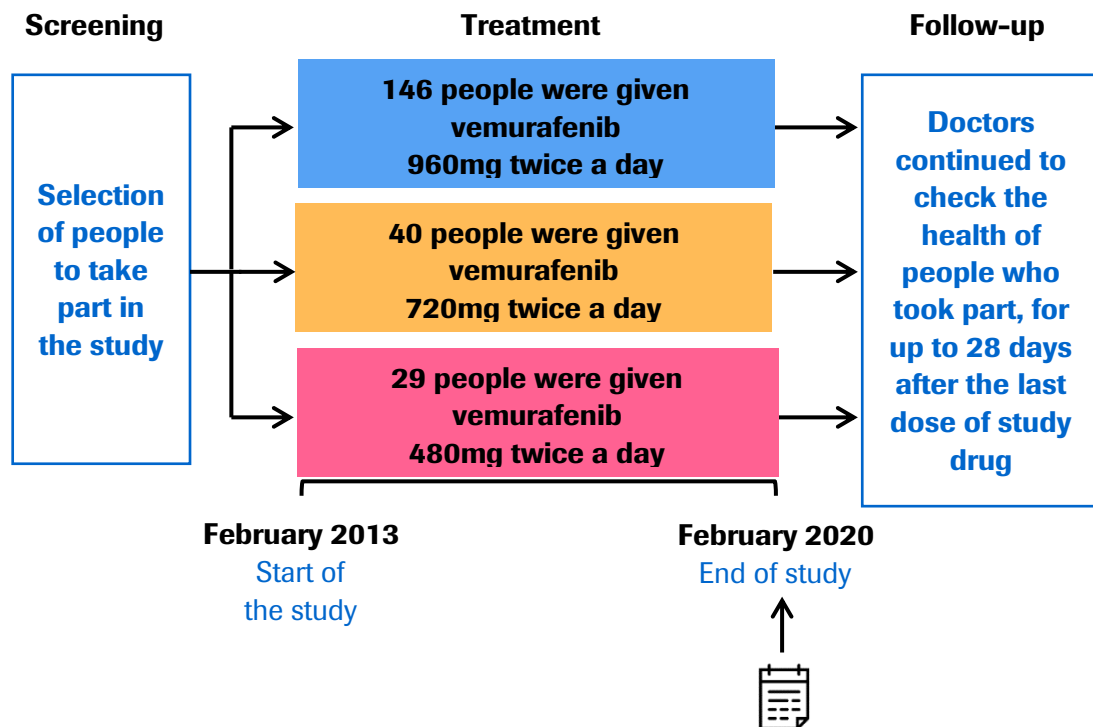 Screening
Treatment
Follow-up
Selection
of people
to take
part in
the study
146 people were given
vemurafenib
960mg twice a day
40 people were given
vemurafenib
720mg twice a day
29 people were given
vemurafenib
480mg twice a day
Doctors
continued to
check the
health of
people who
took part, for
up to 28 days
after the last
dose of study
drug
February 2013
Start of
the study
February 2020
End of study